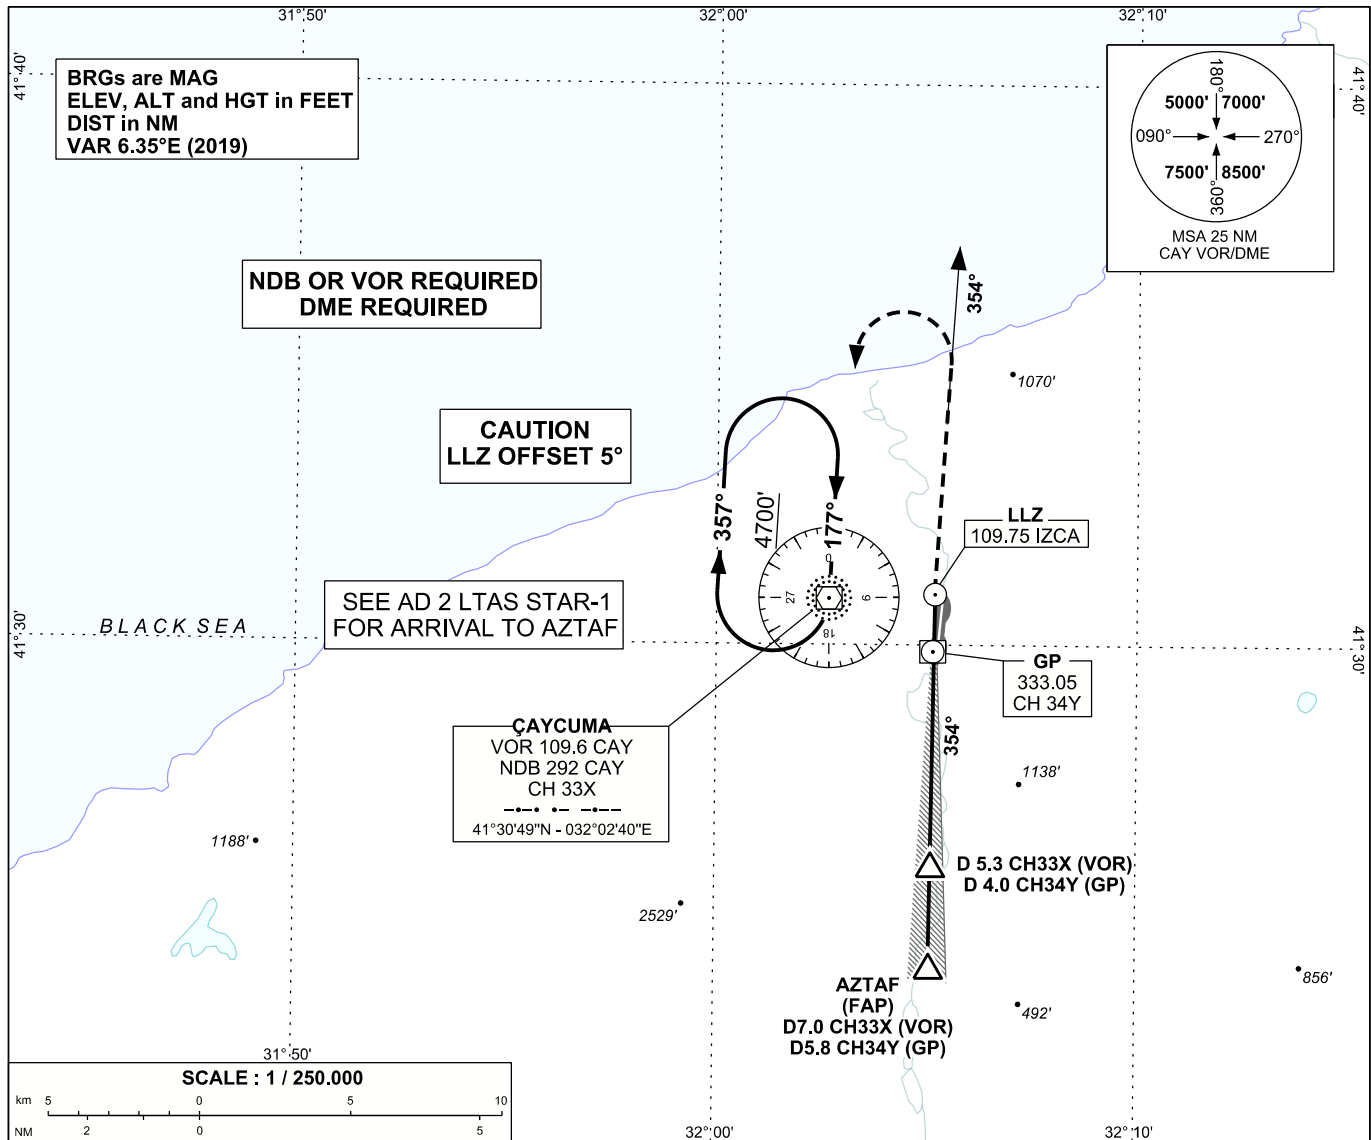 31°50'
32°00'
32°10'
41°40'
41°40'
BRGs are MAG
ELEV, ALT and HGT in FEET
DIST in NM
VAR 6.35°E (2019)
180°
5000' 7000'
090° 270°
7500' 8500'
360°
MSA 25 NM
CAY VOR/DME
NDB OR VOR REQUIRED
DME REQUIRED
354°
1070'
CAUTION
LLZ OFFSET 5°
357°
4700'
177°
LLZ
109.75 IZCA
0
27
9
18
SEE AD 2 LTAS STAR-1
FOR ARRIVAL TO AZTAF
BLACK SEA
41°30'
41°30'
GP
333.05
CH 34Y
ÇAYCUMA
VOR 109.6 CAY
NDB 292 CAY
CH 33X
41°30'49"N - 032°02'40"E
354°
1138'
1188'
D 5.3 CH33X (VOR)
D 4.0 CH34Y (GP)
2529'
856'
AZTAF
(FAP)
D7.0 CH33X (VOR)
D5.8 CH34Y (GP)
492'
31°50'
SCALE : 1 / 250.000
km 5 0 5 10
NM 2 0 5
32°00'
32°10'